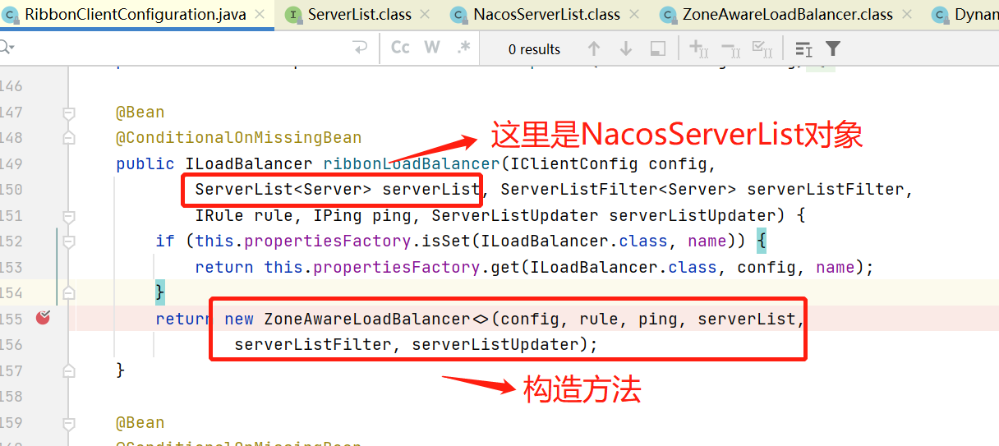 RibbonClientConfiguration.java ServerList.class NacosServerList.class ZoneAwareLoadBalancer.class Dynam
Cc W .* 0 results
146
147 @Bean
148 @ConditionalOnMissingBean
这里是NacosServerList对象
149 public ILoadBalancer ribbonLoadBalancer(IClientConfig config,
150 ServerList<Server> serverList, ServerListFilter<Server> serverListFilter,
151 IRule rule, IPing ping, ServerListUpdater serverListUpdater) {
152 if (this.propertiesFactory.isSet(ILoadBalancer.class, name)) {
153 return this.propertiesFactory.get(ILoadBalancer.class, config, name);
154 }
155 return new ZoneAwareLoadBalancer<>(config, rule, ping, serverList,
156 serverListFilter, serverListUpdater);
157 }
构造方法
158
159 @Bean